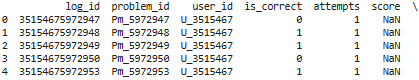 log_id problem_id user_id is_correct attempts score \
0 35154675972947 Pm_5972947 U_3515467 0 1 NaN
1 35154675972948 Pm_5972948 U_3515467 1 1 NaN
2 35154675972949 Pm_5972949 U_3515467 1 1 NaN
3 35154675972950 Pm_5972950 U_3515467 0 1 NaN
4 35154675972953 Pm_5972953 U_3515467 1 1 NaN